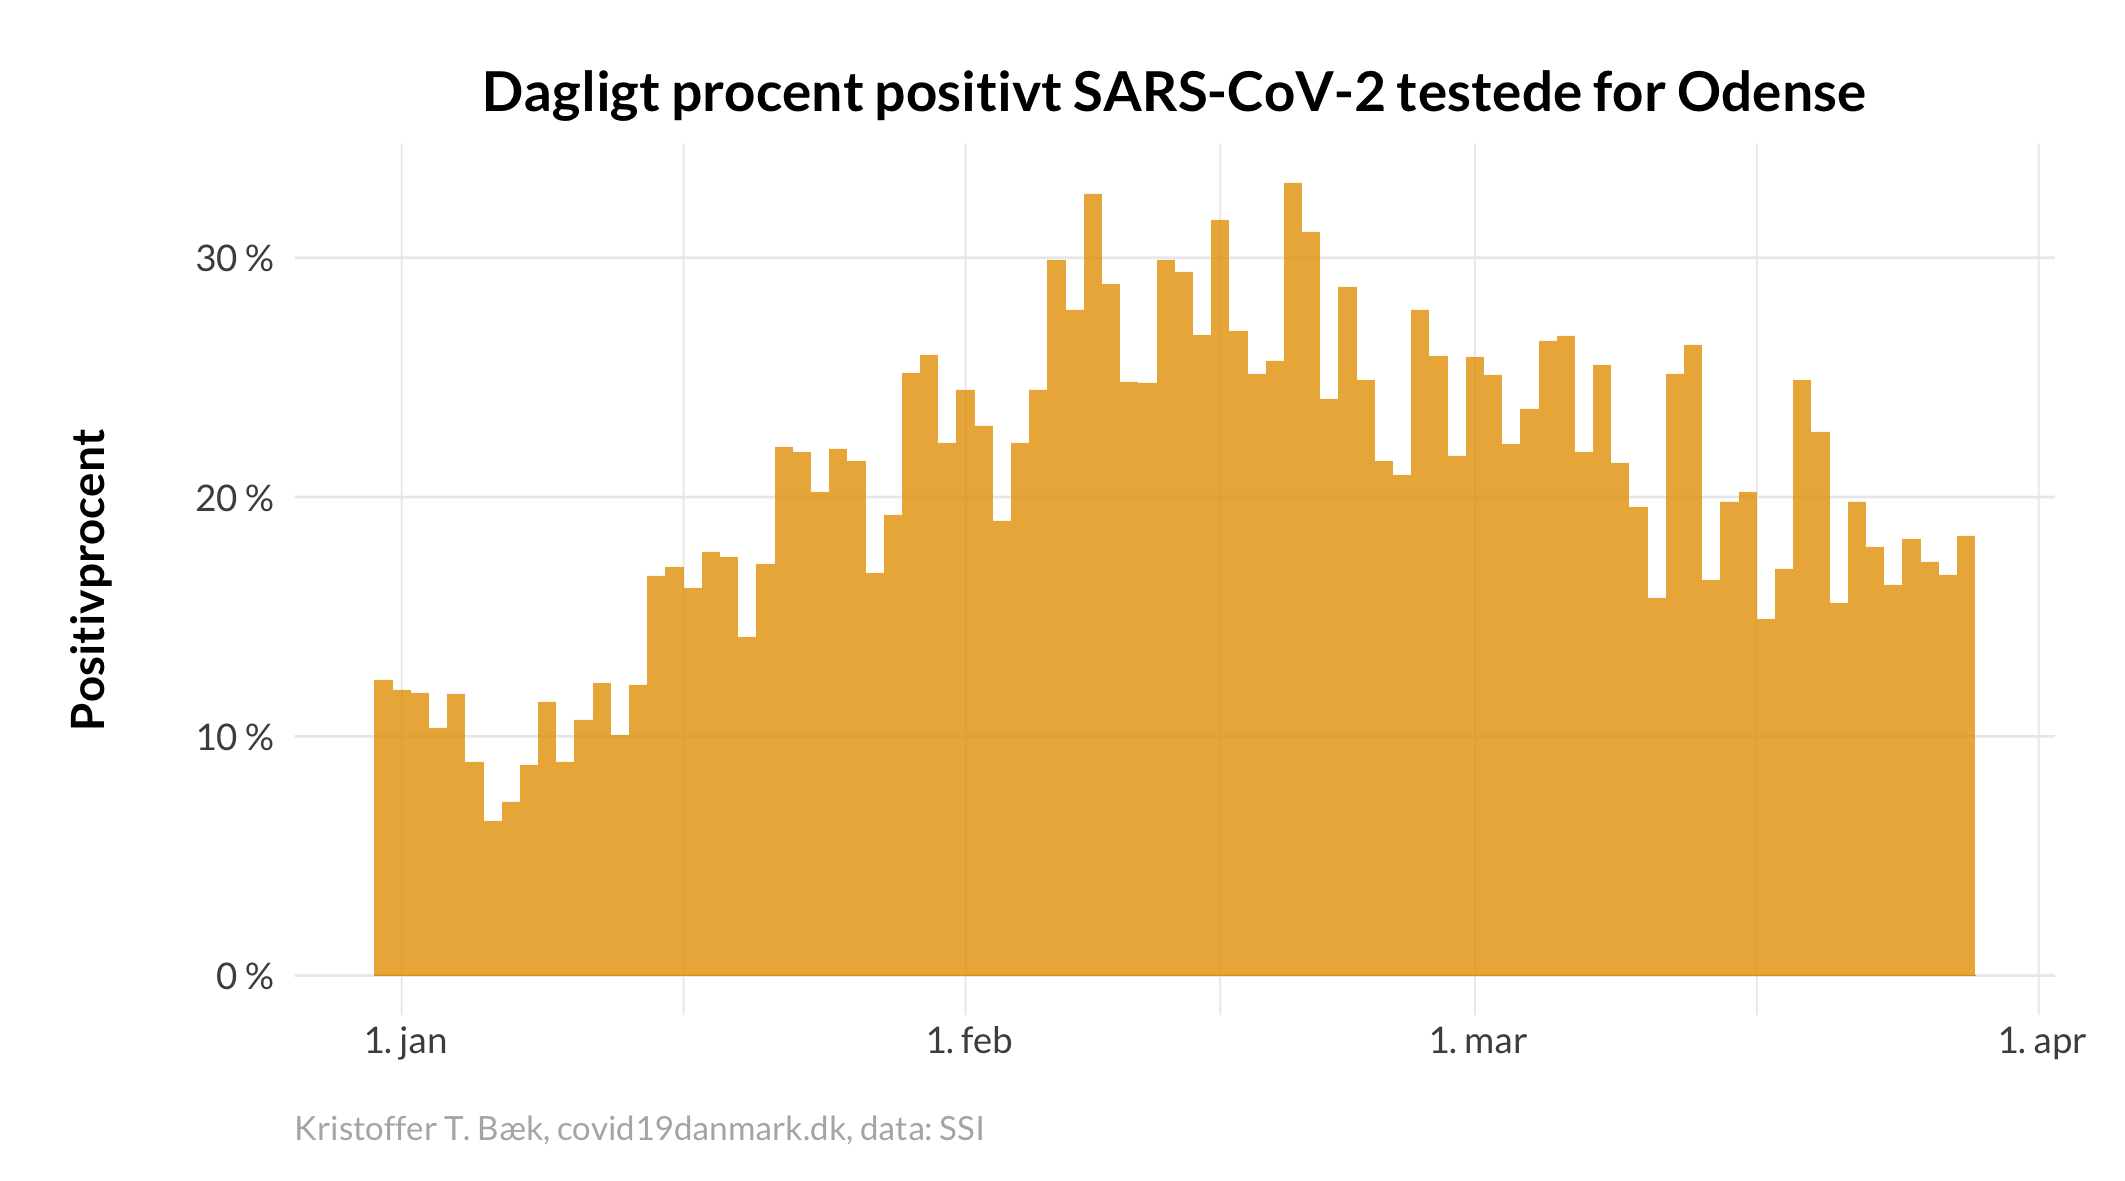 Dagligt procent positivt SARS-CoV-2 testede for Odense
Positivprocent
30 %
20 %
10 %
0 %
1. jan
1. feb
1. mar
1. apr
Kristoffer T. Bæk, covid19danmark.dk, data: SSI